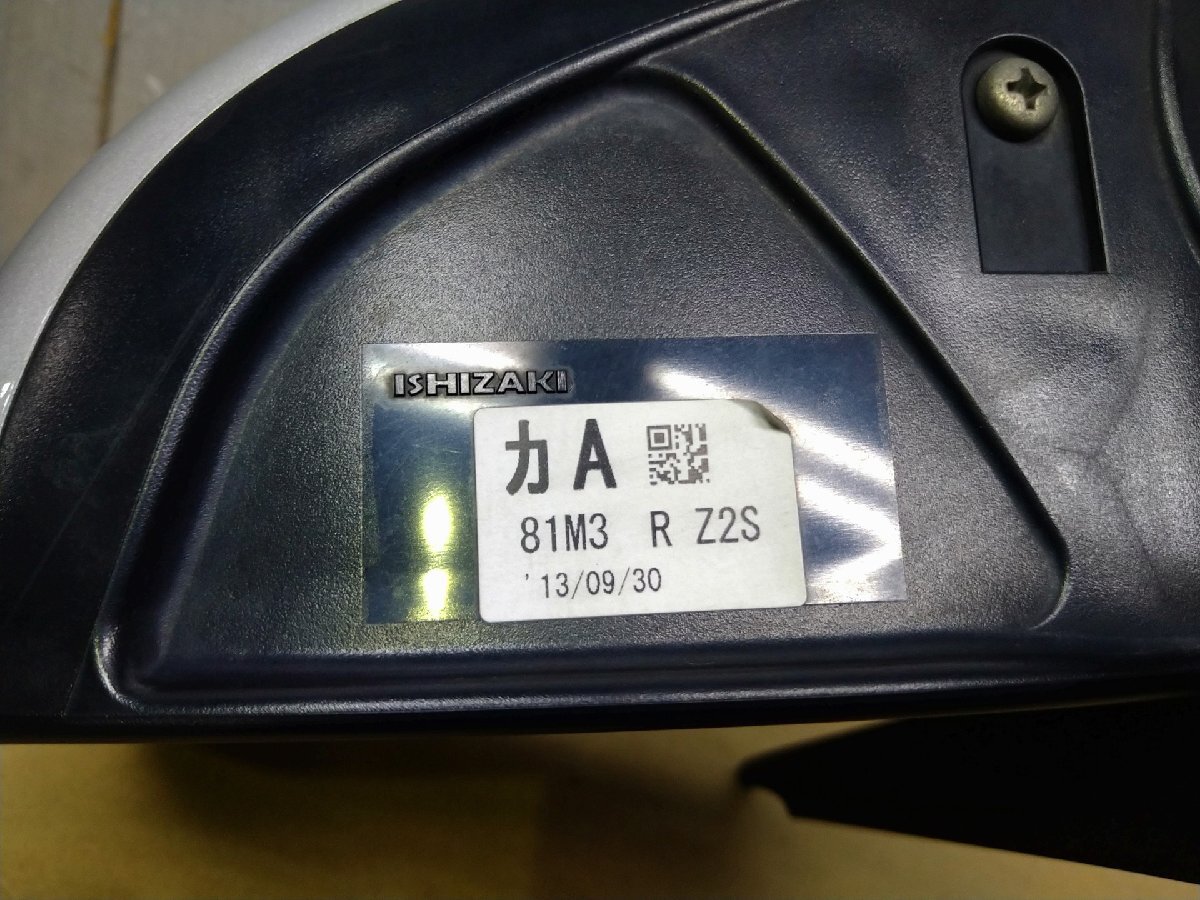 ISHIZAKI
カA
81M3 R Z2S
'13/09/30